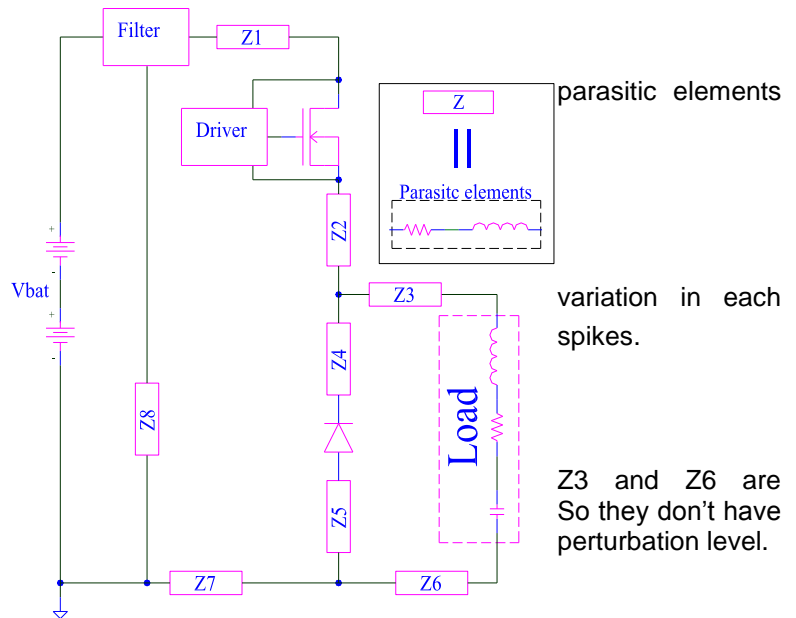 Filter
Z1
parasitic elements
Z
Driver
Parasitc elements
Z2
+
-
Vbat
+
-
Z3
variation in each
spikes.
Z4
Load
Z8
Z5
Z3 and Z6 are
So they don't have
perturbation level.
Z7
Z6